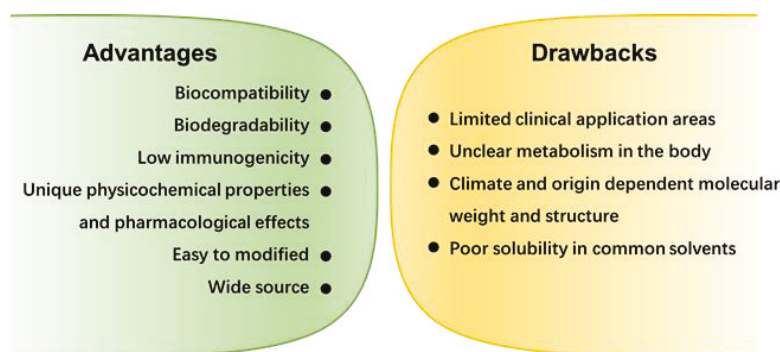 Advantages
Biocompatibility ●
Biodegradability ●
Low immunogenicity ●
Unique physicochemical properties ●
and pharmacological effects
Easy to modified ●
Wide source ●
Drawbacks
● Limited clinical application areas
● Unclear metabolism in the body
● Climate and origin dependent molecular
weight and structure
● Poor solubility in common solvents